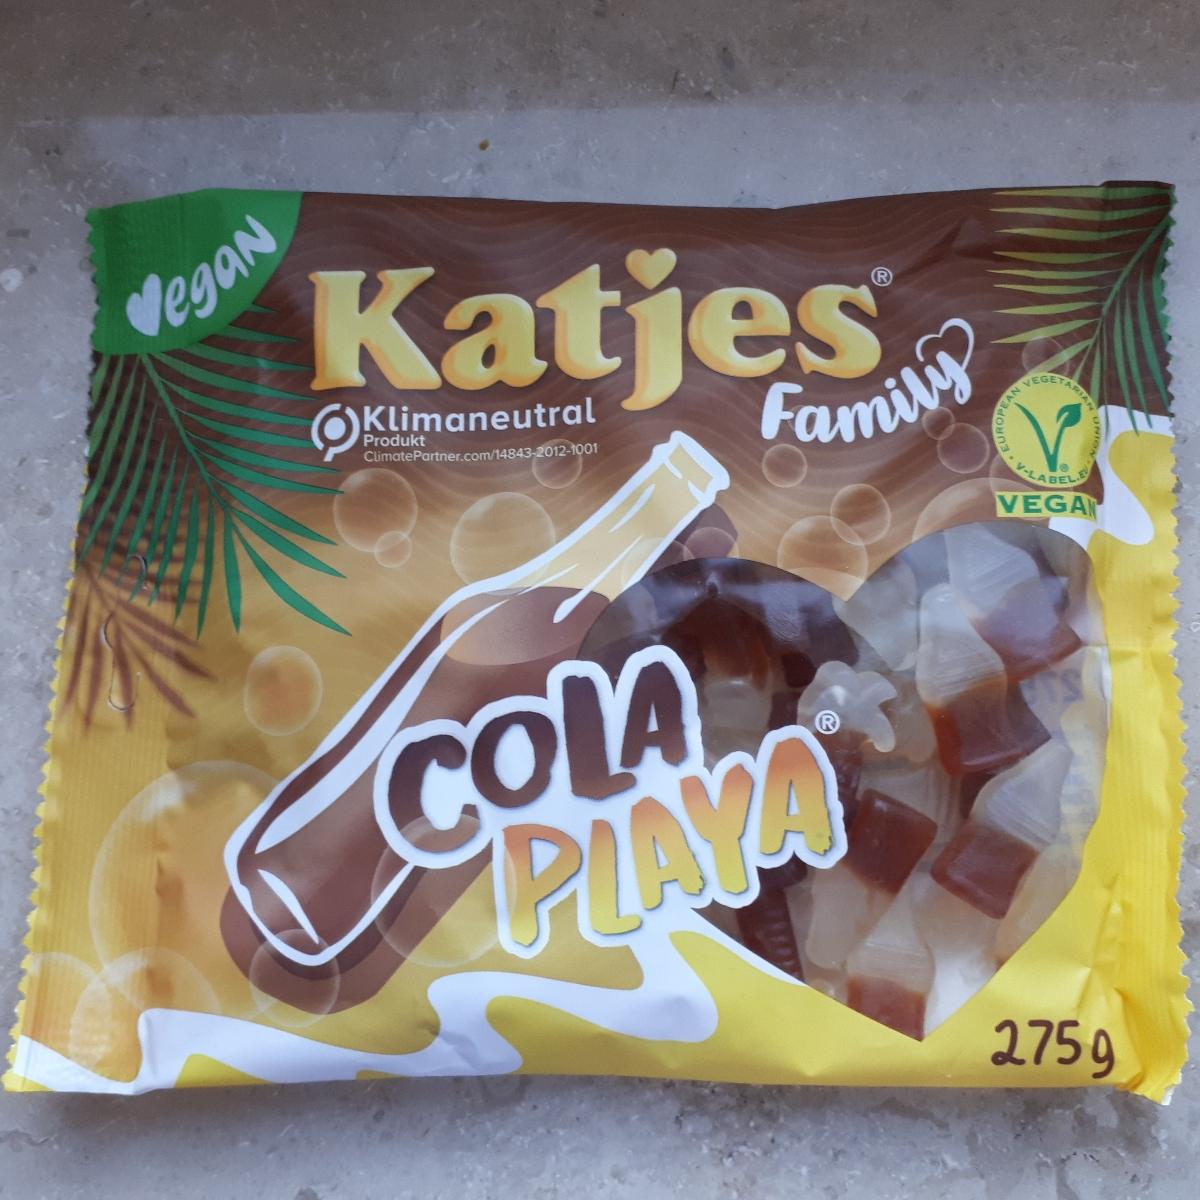 Vegan
Katjes®
Family
Klimaneutral
Produkt
ClimatePartner.com/14843-2012-1001
EUROPEAN VEGETARIAN UNION
V-LABEL.EU
VEGAN
COLA
PLAYA®
275g